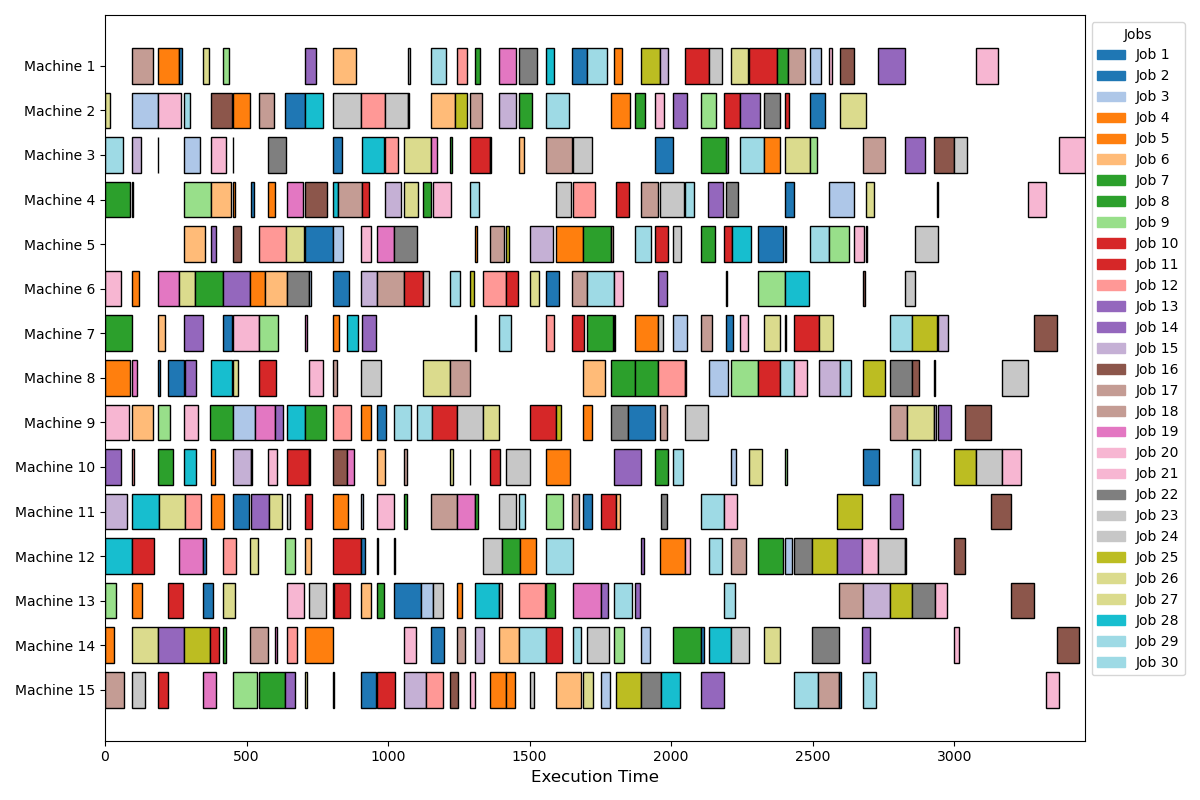 Machine 1
Machine 2
Machine 3
Machine 4
Machine 5
Machine 6
Machine 7
Machine 8
Machine 9
Machine 10
Machine 11
Machine 12
Machine 13
Machine 14
Machine 15
0 500 1000 1500 2000 2500 3000
Execution Time
Jobs
Job 1
Job 2
Job 3
Job 4
Job 5
Job 6
Job 7
Job 8
Job 9
Job 10
Job 11
Job 12
Job 13
Job 14
Job 15
Job 16
Job 17
Job 18
Job 19
Job 20
Job 21
Job 22
Job 23
Job 24
Job 25
Job 26
Job 27
Job 28
Job 29
Job 30